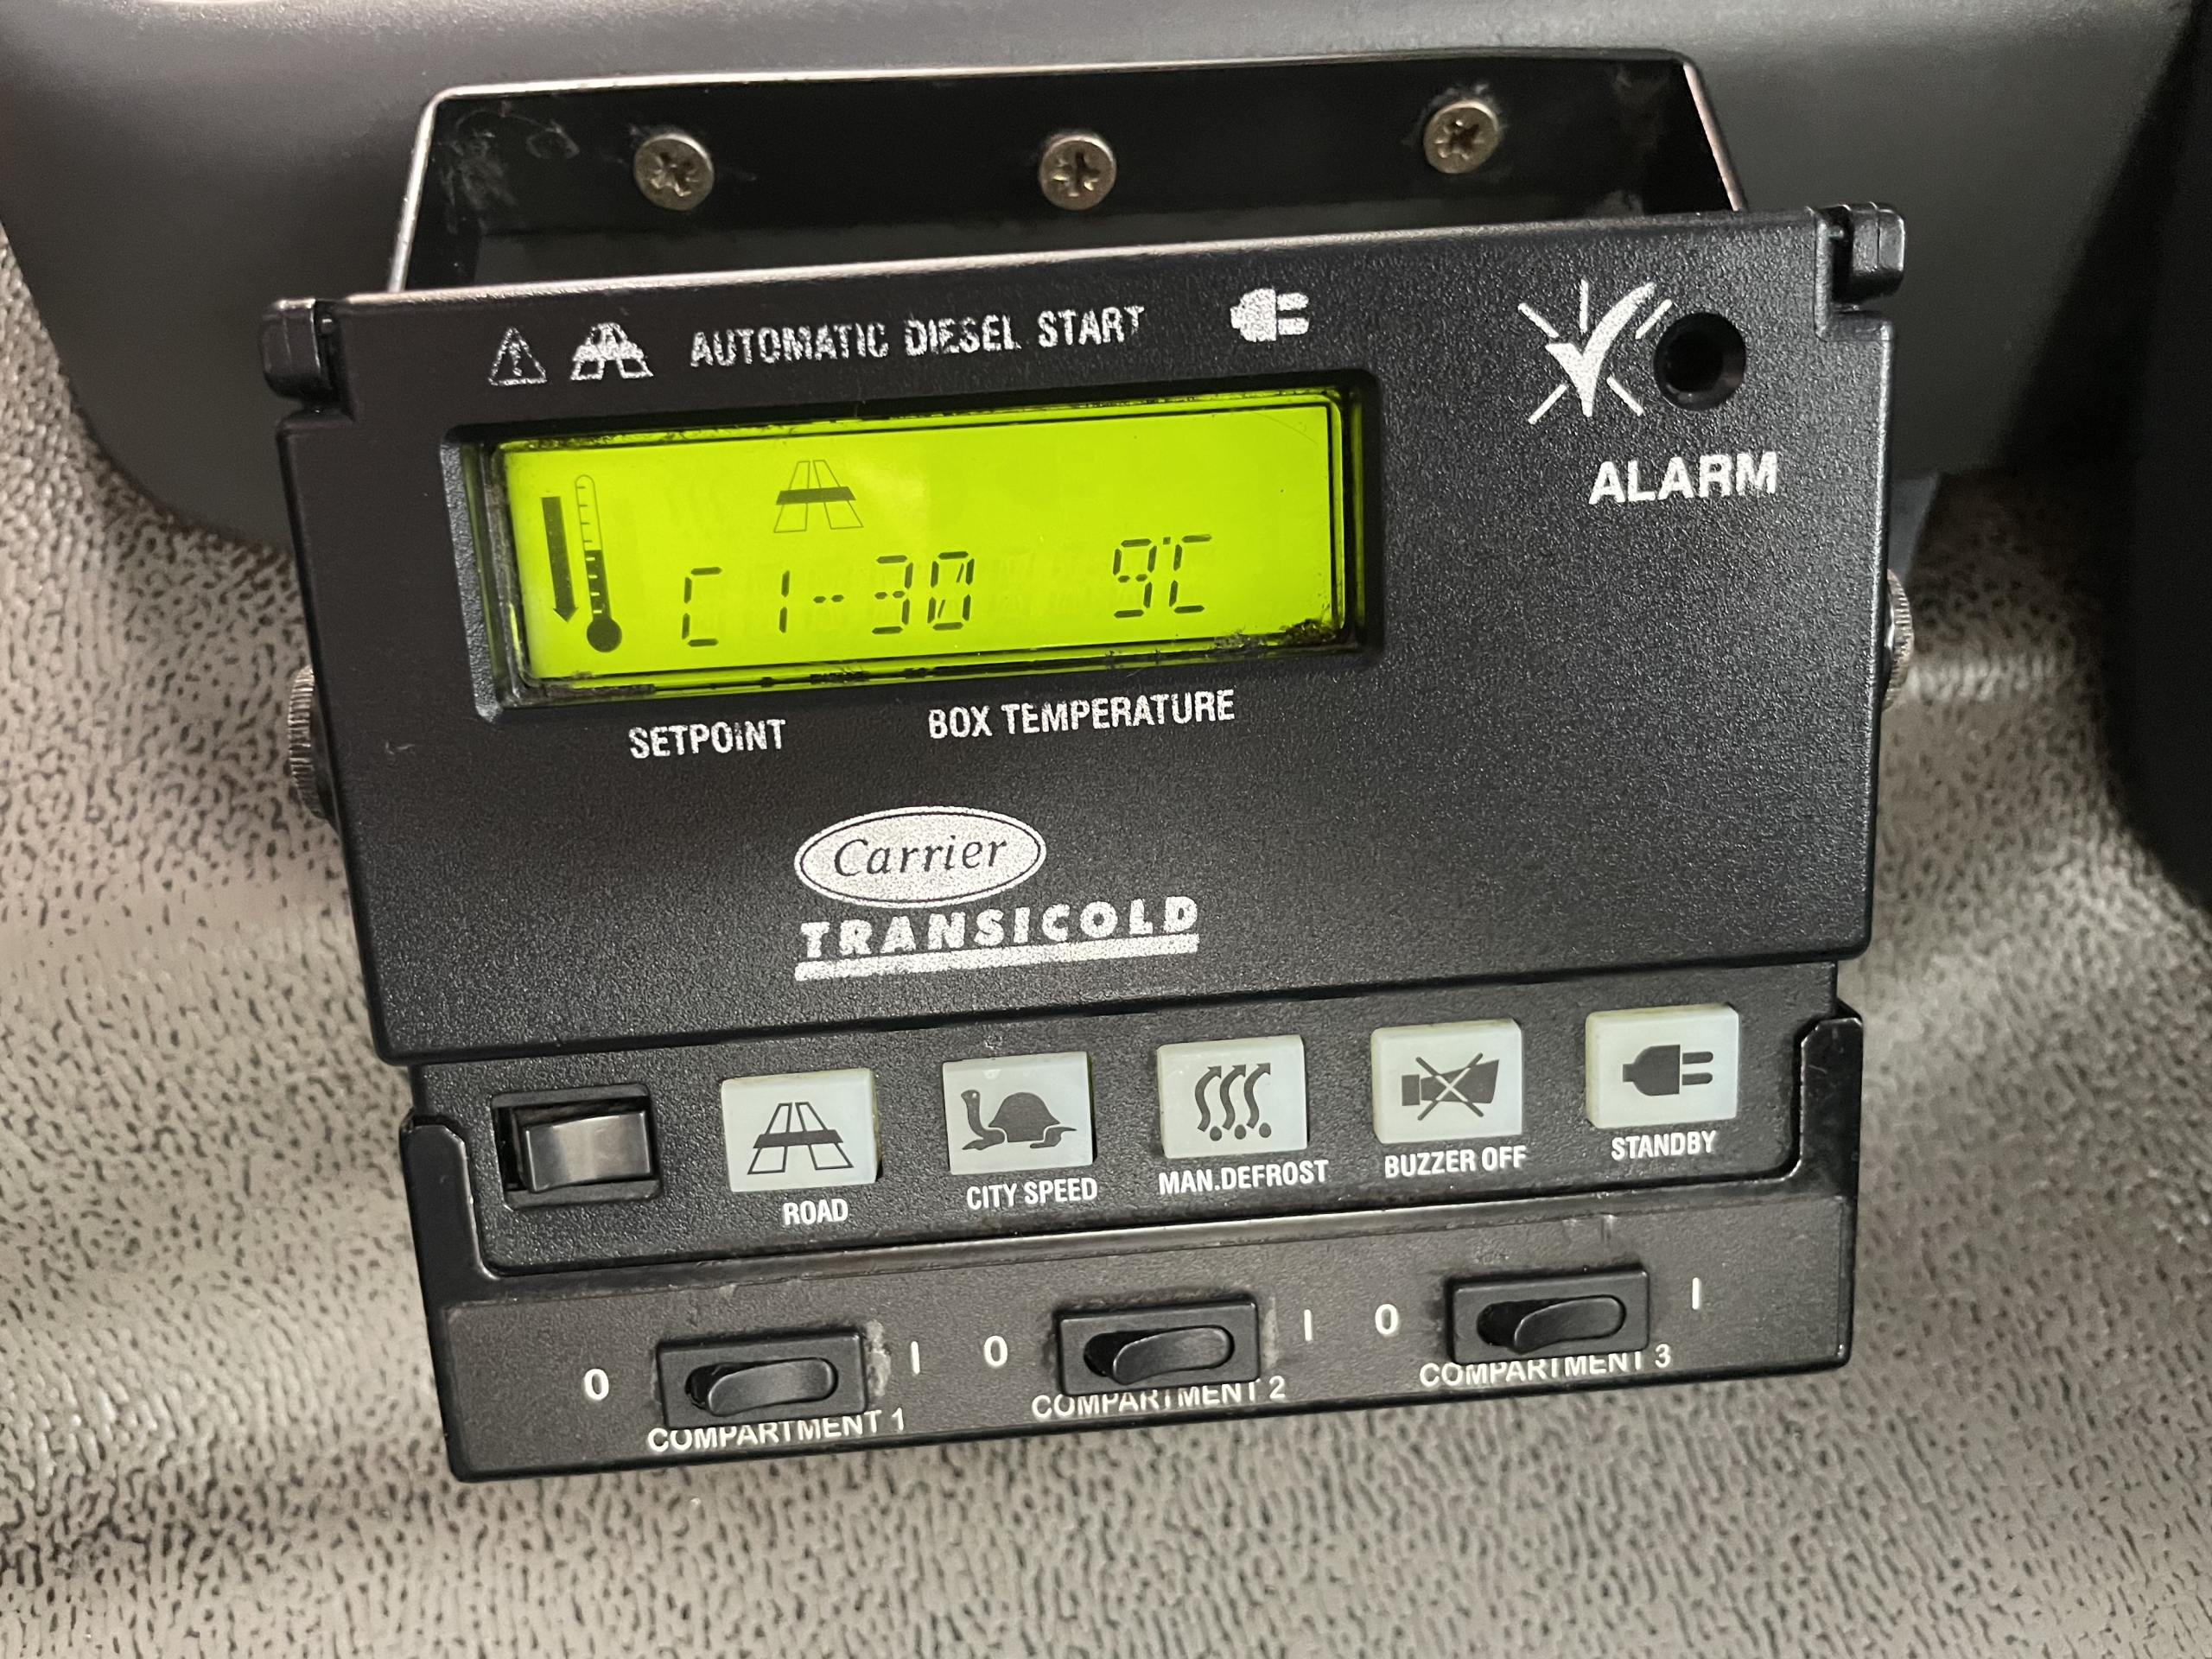 AUTOMATIC DIESEL START
ALARM
C1-30 9°C
SETPOINT BOX TEMPERATURE
Carrier
TRANSICOLD
ROAD CITY SPEED MAN.DEFROST BUZZER OFF STANDBY
0 I 0 I 0 I
COMPARTMENT 1 COMPARTMENT 2 COMPARTMENT 3